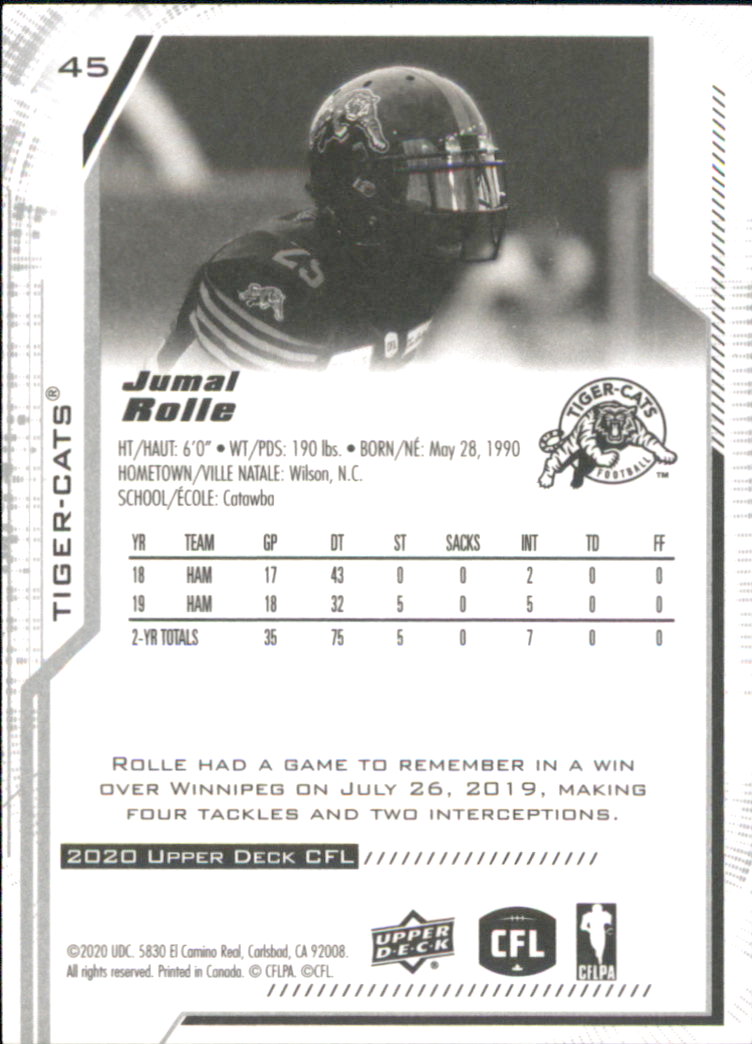 45
25
Jumal
Rolle
TIGER-CATS
FOOTBALL
TM
HT/HAUT: 6'0" • WT/PDS: 190 lbs. • BORN/NÉ: May 28, 1990
HOMETOWN/VILLE NATALE: Wilson, N.C.
SCHOOL/ÉCOLE: Catawba
TIGER-CATS®
YR TEAM GP DT ST SACKS INT TD FF
18 HAM 17 43 0 0 2 0 0
19 HAM 18 32 5 0 5 0 0
2-YR TOTALS 35 75 5 0 7 0 0
ROLLE HAD A GAME TO REMEMBER IN A WIN
OVER WINNIPEG ON JULY 26, 2019, MAKING
FOUR TACKLES AND TWO INTERCEPTIONS.
2020 UPPER DECK CFL
©2020 UDC. 5830 El Camino Real, Carlsbad, CA 92008.
All rights reserved. Printed in Canada. © CFLPA. ©CFL.
UPPER
D·E·C·K
®
CFL
CFLPA